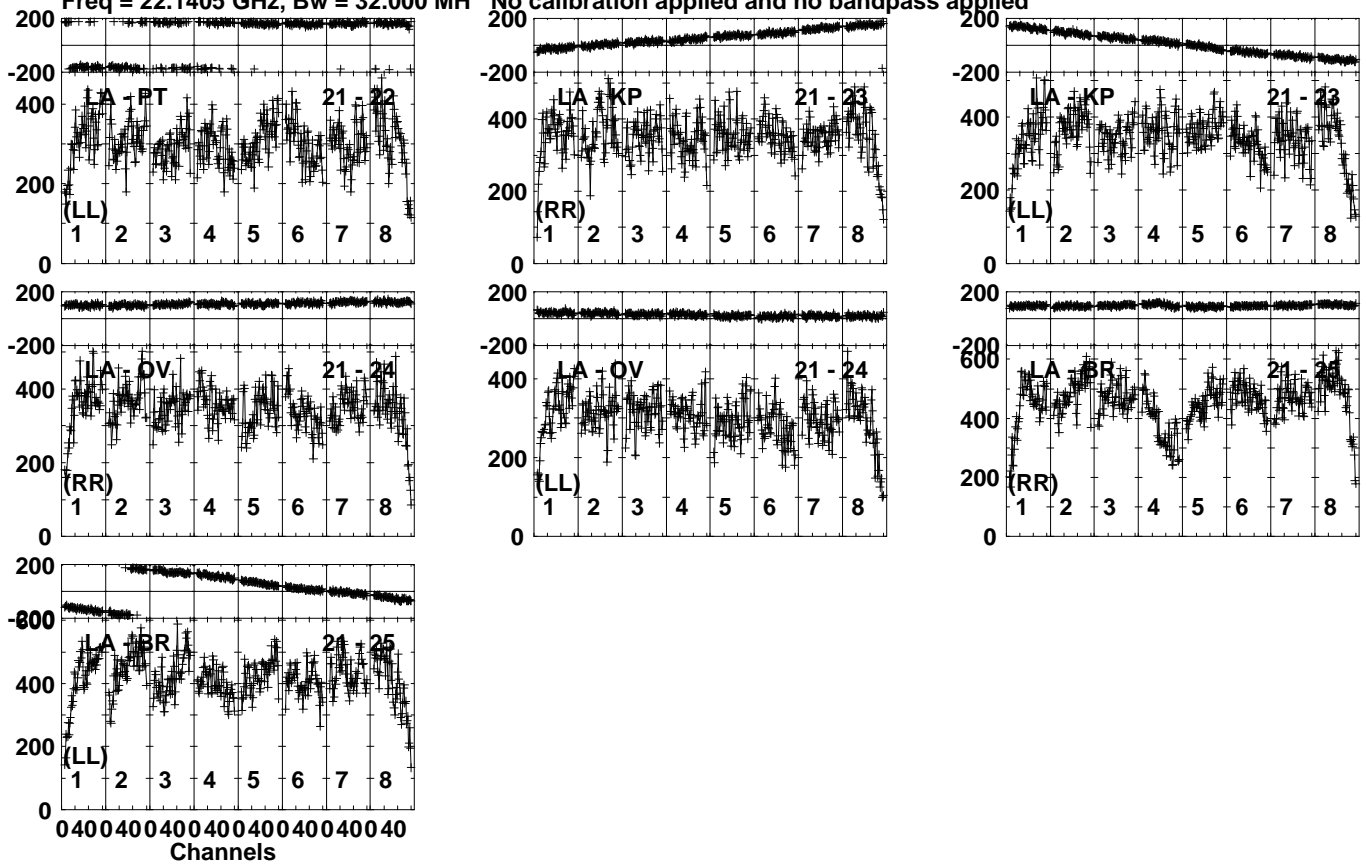 Freq = 22.1405 GHz, Bw = 32.000 MH No calibration applied and no bandpass applied
200
-200
LA - PT 21 - 22
400
200
(LL)
1 2 3 4 5 6 7 8
0
200
-200
LA - KP 21 - 23
400
200
(RR)
1 2 3 4 5 6 7 8
0
200
-200
LA - KP 21 - 23
400
200
(LL)
1 2 3 4 5 6 7 8
0
200
-200
LA - OV 21 - 24
400
200
(RR)
1 2 3 4 5 6 7 8
0
200
-200
LA - OV 21 - 24
400
200
(LL)
1 2 3 4 5 6 7 8
0
200
-200
600
LA - BR 21 - 25
400
200
(RR)
1 2 3 4 5 6 7 8
0
200
-200
600
LA - BR 21 - 25
400
200
(LL)
1 2 3 4 5 6 7 8
0
0 40 0 40 0 40 0 40 0 40 0 40 0 40 0 40
Channels